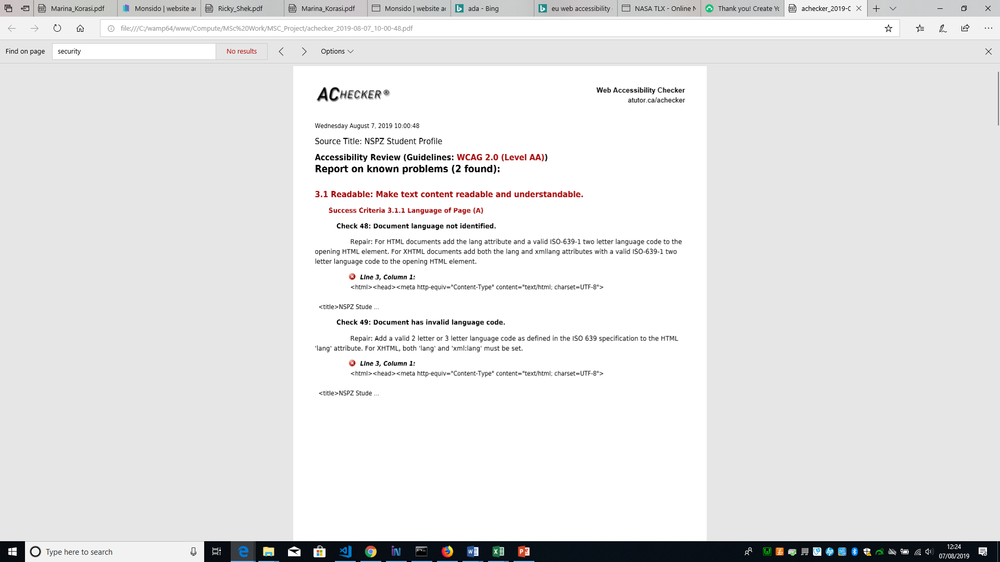 Marina_Korasi.pdf
Monsido | website ac
Ricky_Shek.pdf
Marina_Korasi.pdf
Monsido | website ac
ada - Bing
eu web accessibility
NASA TLX - Online N
Thank you! Create Yo
achecker_2019-0
file:///C:/wamp64/www/Compute/MSc%20Work/MSC_Project/achecker_2019-08-07_10-00-48.pdf
Find on page
security
No results
Options
ACHECKER ®
Web Accessibility Checker
atutor.ca/achecker
Wednesday August 7, 2019 10:00:48
Source Title: NSPZ Student Profile
Accessibility Review (Guidelines: WCAG 2.0 (Level AA))
Report on known problems (2 found):
3.1 Readable: Make text content readable and understandable.
Success Criteria 3.1.1 Language of Page (A)
Check 48: Document language not identified.
Repair: For HTML documents add the lang attribute and a valid ISO-639-1 two letter language code to the
opening HTML element. For XHTML documents add both the lang and xmllang attributes with a valid ISO-639-1 two
letter language code to the opening HTML element.
Line 3, Column 1:
<html><head><meta http-equiv="Content-Type" content="text/html; charset=UTF-8">
<title>NSPZ Stude ...
Check 49: Document has invalid language code.
Repair: Add a valid 2 letter or 3 letter language code as defined in the ISO 639 specification to the HTML
'lang' attribute. For XHTML, both 'lang' and 'xml:lang' must be set.
Line 3, Column 1:
<html><head><meta http-equiv="Content-Type" content="text/html; charset=UTF-8">
<title>NSPZ Stude ...
Type here to search
12:24
07/08/2019